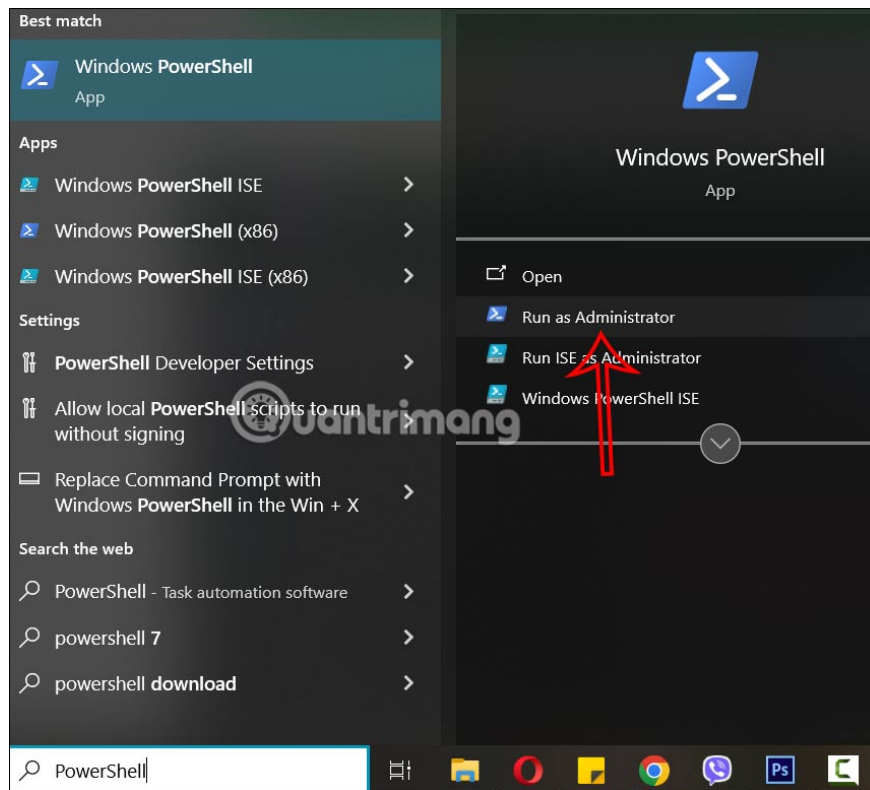 Best match
Windows PowerShell
App
Apps
Windows PowerShell ISE
Windows PowerShell (x86)
Windows PowerShell ISE (x86)
Settings
PowerShell Developer Settings
Allow local PowerShell scripts to run
without signing
Replace Command Prompt with
Windows PowerShell in the Win + X
Search the web
PowerShell - Task automation software
powershell 7
powershell download
PowerShell
Windows PowerShell
App
Open
Run as Administrator
Run ISE as Administrator
Windows PowerShell ISE
Quantrimang
Ps